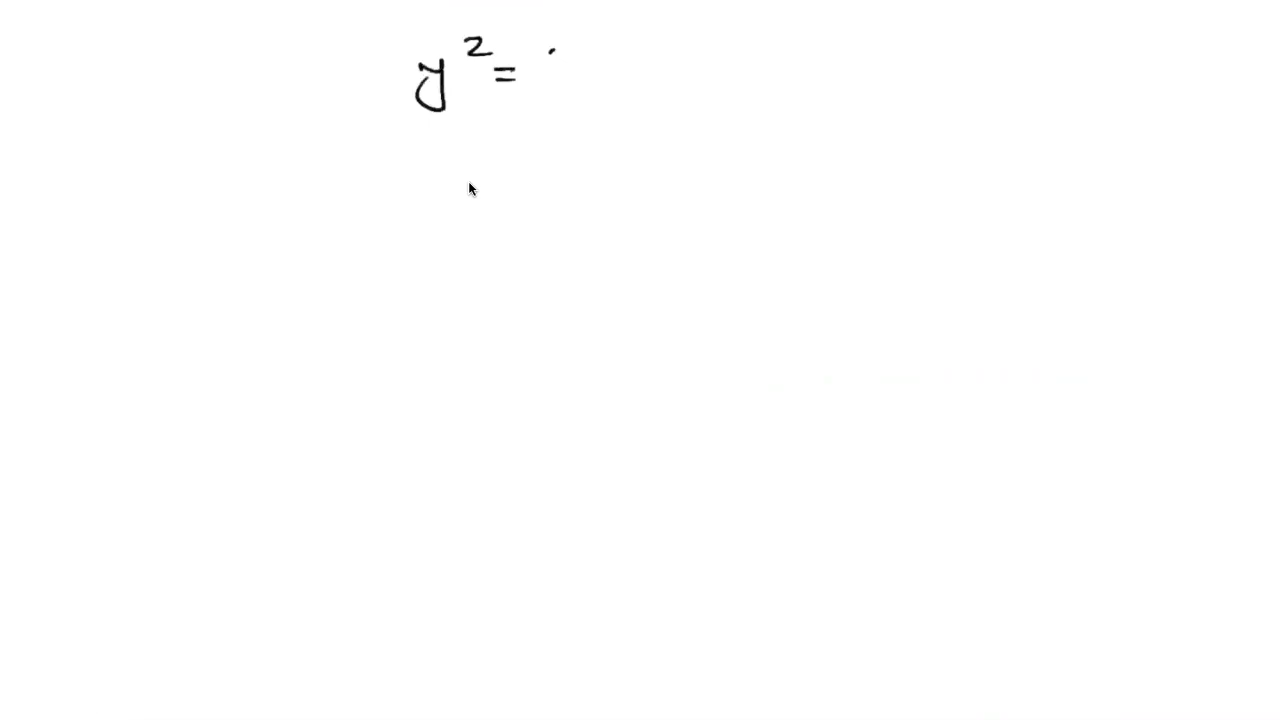 y² =